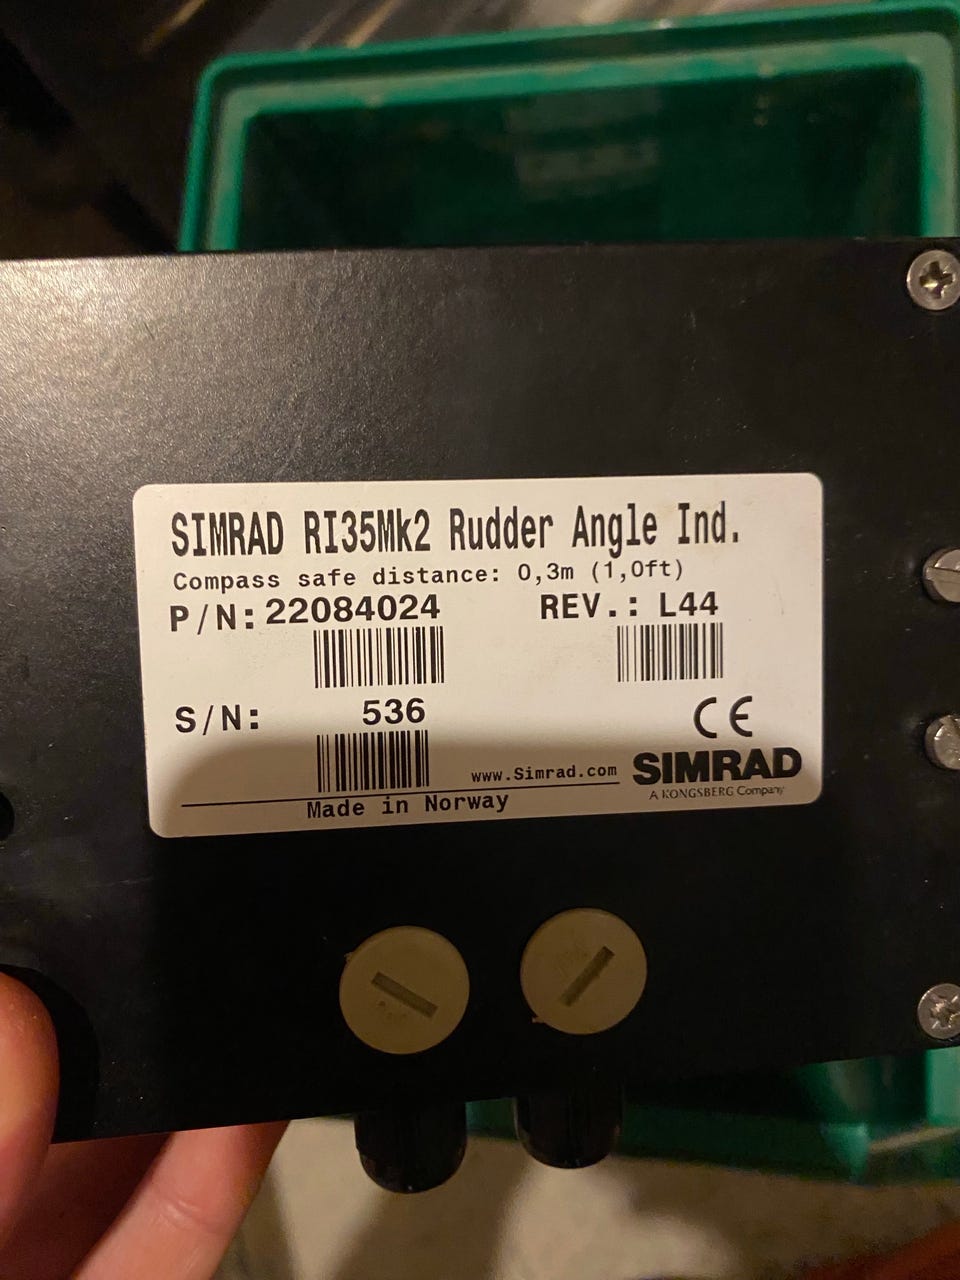 SIMRAD RI35Mk2 Rudder Angle Ind.
Compass safe distance: 0,3m (1,0ft)
P/N: 22084024 REV.: L44
S/N: 536
CE
www.Simrad.com SIMRAD
A KONGSBERG Company
Made in Norway